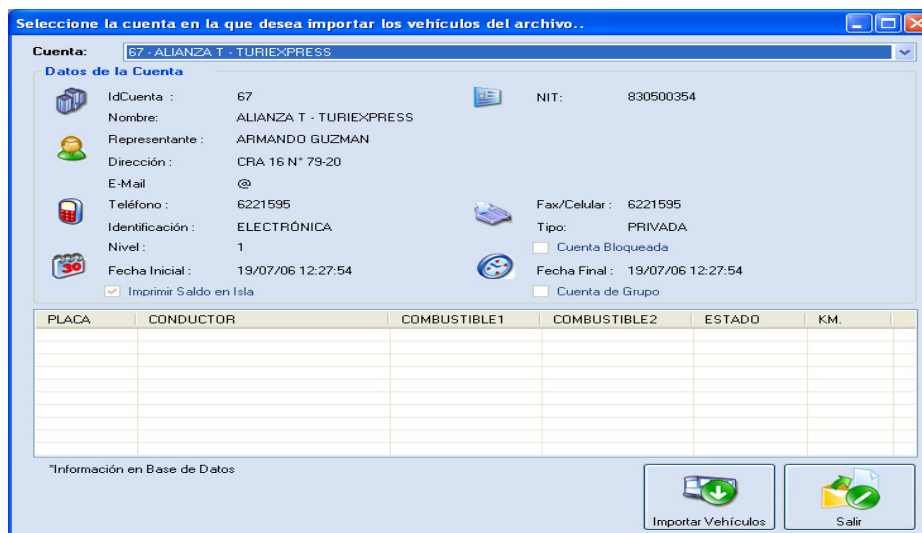 Seleccione la cuenta en la que desea importar los vehículos del archivo..
Cuenta: 67 - ALIANZA T - TURIEXPRESS
Datos de la Cuenta
IdCuenta : 67 NIT: 830500354
Nombre: ALIANZA T - TURIEXPRESS
Representante : ARMANDO GUZMAN
Dirección : CRA 16 N° 79-20
E-Mail @
Teléfono : 6221595 Fax/Celular : 6221595
Identificación : ELECTRÓNICA Tipo: PRIVADA
Nivel : 1 Cuenta Bloqueada
Fecha Inicial : 19/07/06 12:27:54 Fecha Final : 19/07/06 12:27:54
Imprimir Saldo en Isla Cuenta de Grupo
PLACA CONDUCTOR COMBUSTIBLE1 COMBUSTIBLE2 ESTADO KM.
*Información en Base de Datos
Importar Vehículos Salir